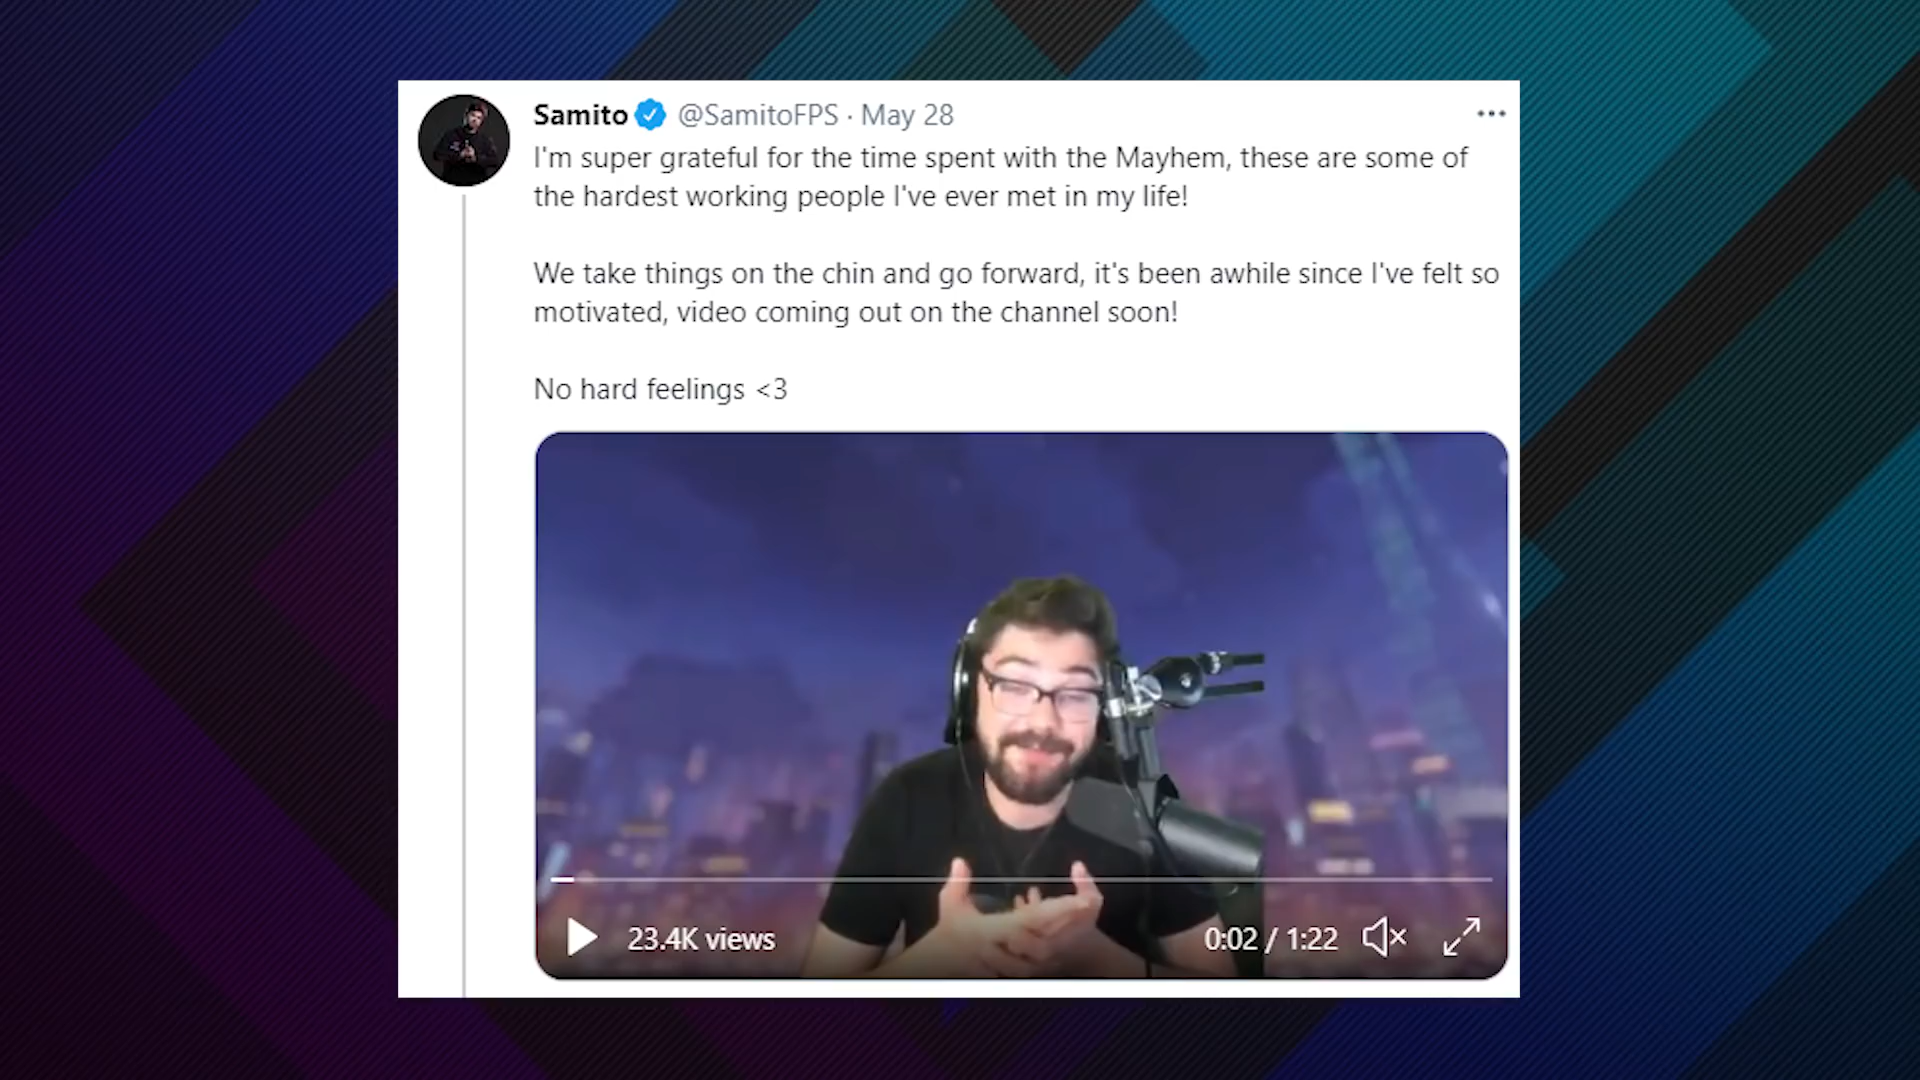 Samito @SamitoFPS · May 28
I'm super grateful for the time spent with the Mayhem, these are some of
the hardest working people I've ever met in my life!
We take things on the chin and go forward, it's been awhile since I've felt so
motivated, video coming out on the channel soon!
No hard feelings <3
23.4K views
0:02 / 1:22